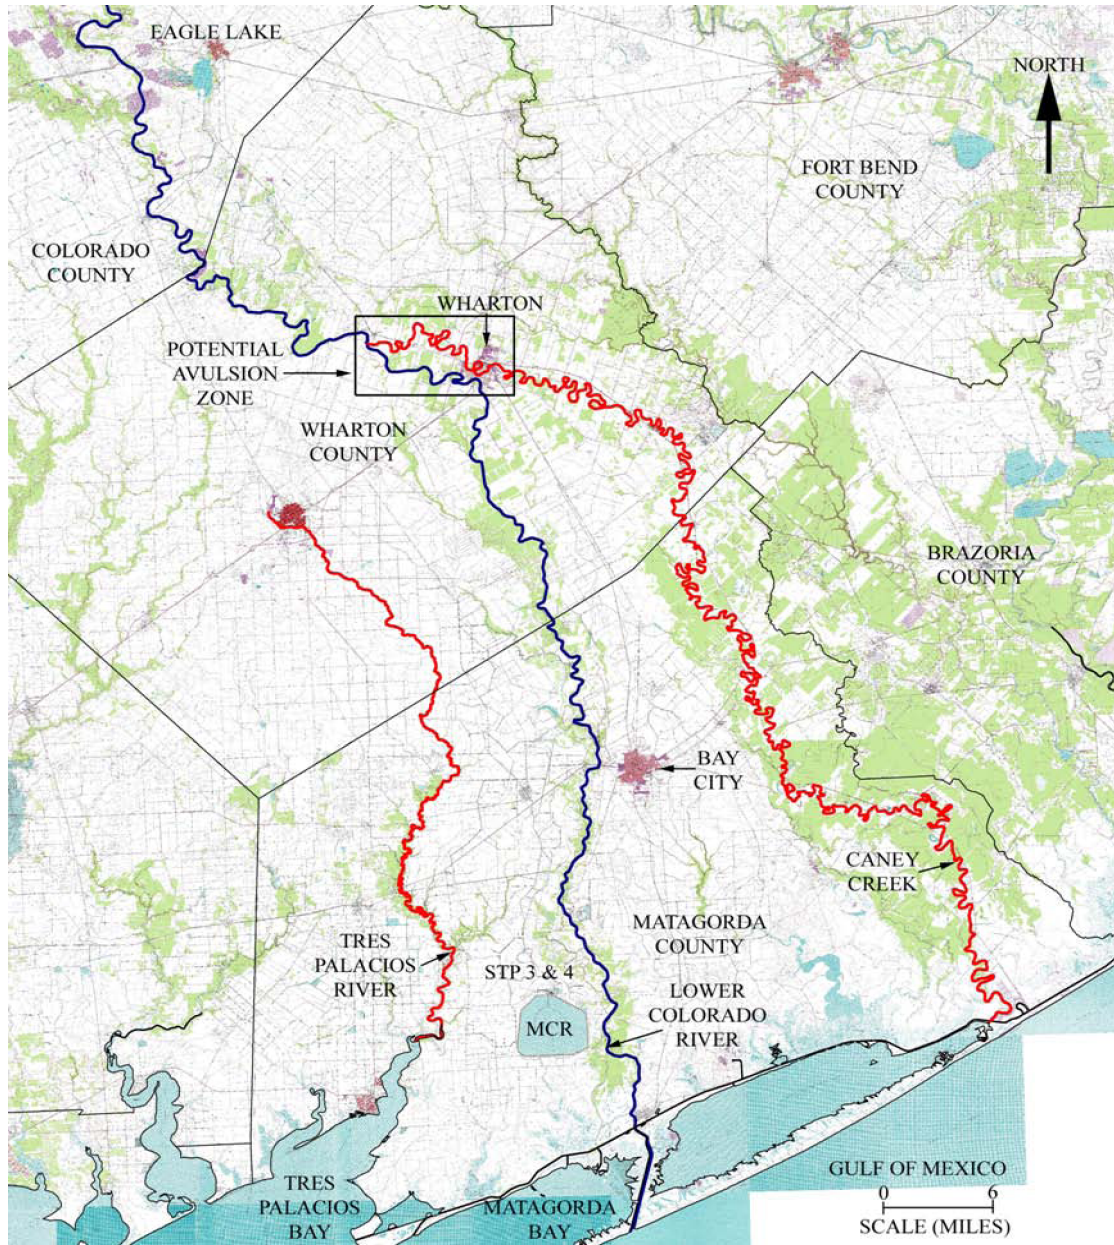 EAGLE LAKE
NORTH
FORT BEND
COUNTY
COLORADO
COUNTY
WHARTON
POTENTIAL
AVULSION
ZONE
WHARTON
COUNTY
BRAZORIA
COUNTY
BAY
CITY
CANEY
CREEK
MATAGORDA
COUNTY
TRES
PALACIOS
RIVER
STP 3 & 4
MCR
LOWER
COLORADO
RIVER
GULF OF MEXICO
TRES
PALACIOS
BAY
MATAGORDA
BAY
0 6
SCALE (MILES)